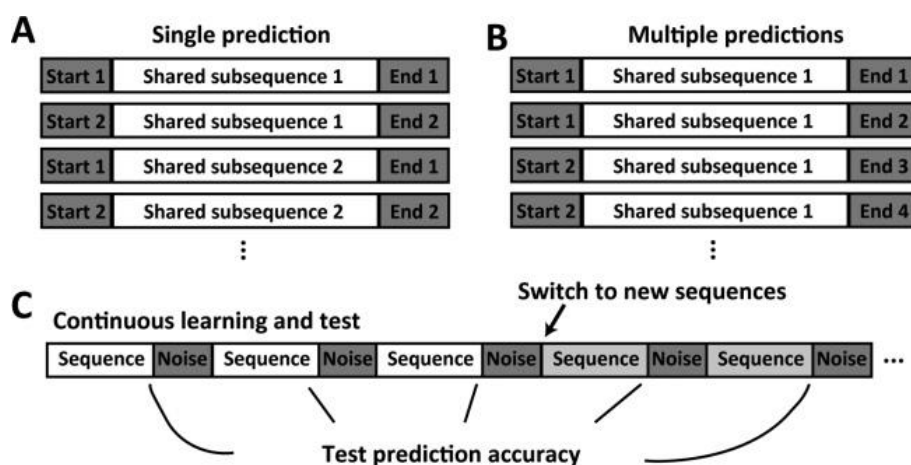 A
Single prediction
Start 1 Shared subsequence 1 End 1
Start 2 Shared subsequence 1 End 2
Start 1 Shared subsequence 2 End 1
Start 2 Shared subsequence 2 End 2
⋮
B
Multiple predictions
Start 1 Shared subsequence 1 End 1
Start 1 Shared subsequence 1 End 2
Start 2 Shared subsequence 1 End 3
Start 2 Shared subsequence 1 End 4
⋮
C
Switch to new sequences
Continuous learning and test
Sequence Noise Sequence Noise Sequence Noise Sequence Noise Sequence Noise ...
Test prediction accuracy